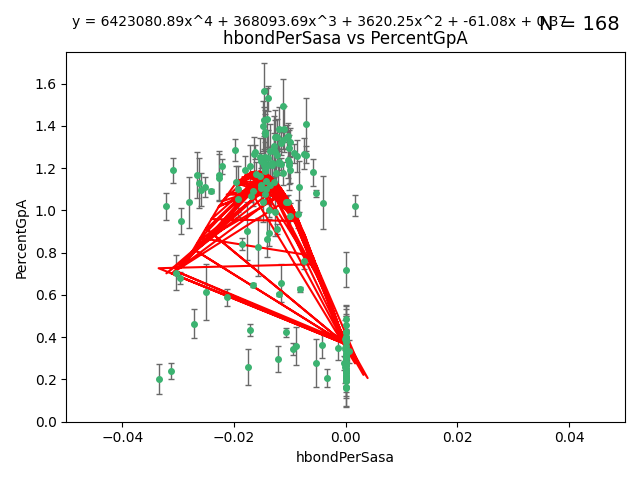 y = 6423080.89x^4 + 368093.69x^3 + 3620.25x^2 + -61.08x + 0.37
N = 168
hbondPerSasa vs PercentGpA
1.6
1.4
1.2
1.0
0.8
0.6
0.4
0.2
0.0
PercentGpA
−0.04 −0.02 0.00 0.02 0.04
hbondPerSasa